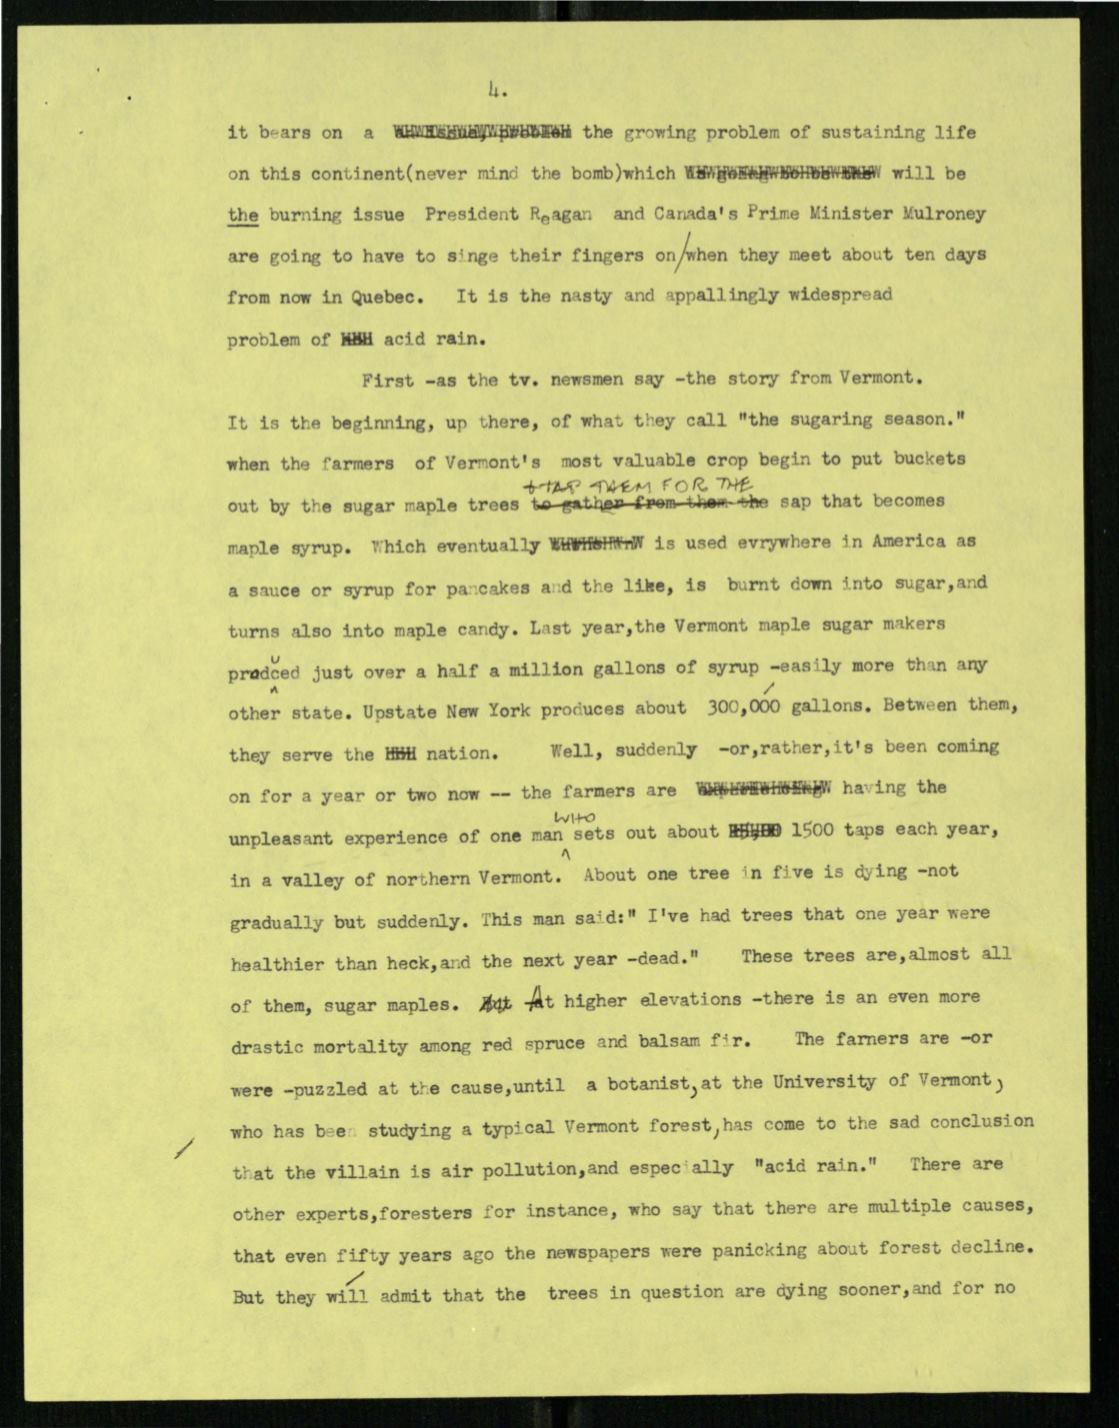 4.
it bears on a the growing problem of sustaining life
on this continent(never mind the bomb)which will be
the burning issue President Reagan and Canada's Prime Minister Mulroney
are going to have to singe their fingers on/when they meet about ten days
from now in Quebec. It is the nasty and appallingly widespread
problem of acid rain.
First -as the tv. newsmen say -the story from Vermont.
It is the beginning, up there, of what they call "the sugaring season."
when the farmers of Vermont's most valuable crop begin to put buckets
+ TAP THEM FOR THE
out by the sugar maple trees to gather from them the sap that becomes
maple syrup. Which eventually is used evrywhere in America as
a sauce or syrup for pancakes and the like, is burnt down into sugar,and
turns also into maple candy. Last year,the Vermont maple sugar makers
produced just over a half a million gallons of syrup -easily more than any
other state. Upstate New York produces about 300,000 gallons. Between them,
they serve the nation. Well, suddenly -or,rather,it's been coming
on for a year or two now -- the farmers are having the
WHO
unpleasant experience of one man sets out about 1500 taps each year,
in a valley of northern Vermont. About one tree in five is dying -not
gradually but suddenly. This man said:" I've had trees that one year were
healthier than heck,and the next year -dead." These trees are,almost all
of them, sugar maples. But At higher elevations -there is an even more
drastic mortality among red spruce and balsam fir. The farmers are -or
were -puzzled at the cause,until a botanist, at the University of Vermont,
who has been studying a typical Vermont forest, has come to the sad conclusion
that the villain is air pollution,and especially "acid rain." There are
other experts,foresters for instance, who say that there are multiple causes,
that even fifty years ago the newspapers were panicking about forest decline.
But they will admit that the trees in question are dying sooner,and for no